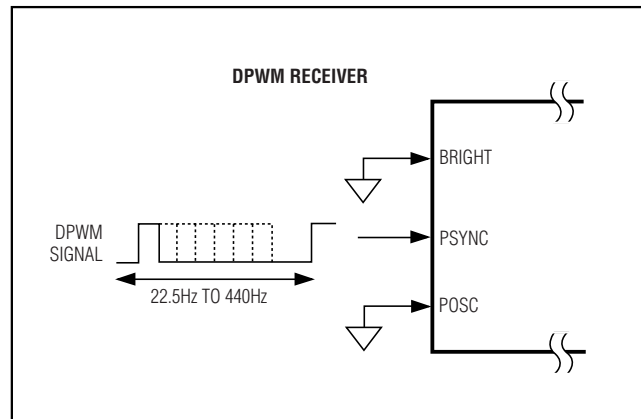 DPWM RECEIVER
BRIGHT
DPWM
SIGNAL
PSYNC
22.5Hz TO 440Hz
POSC